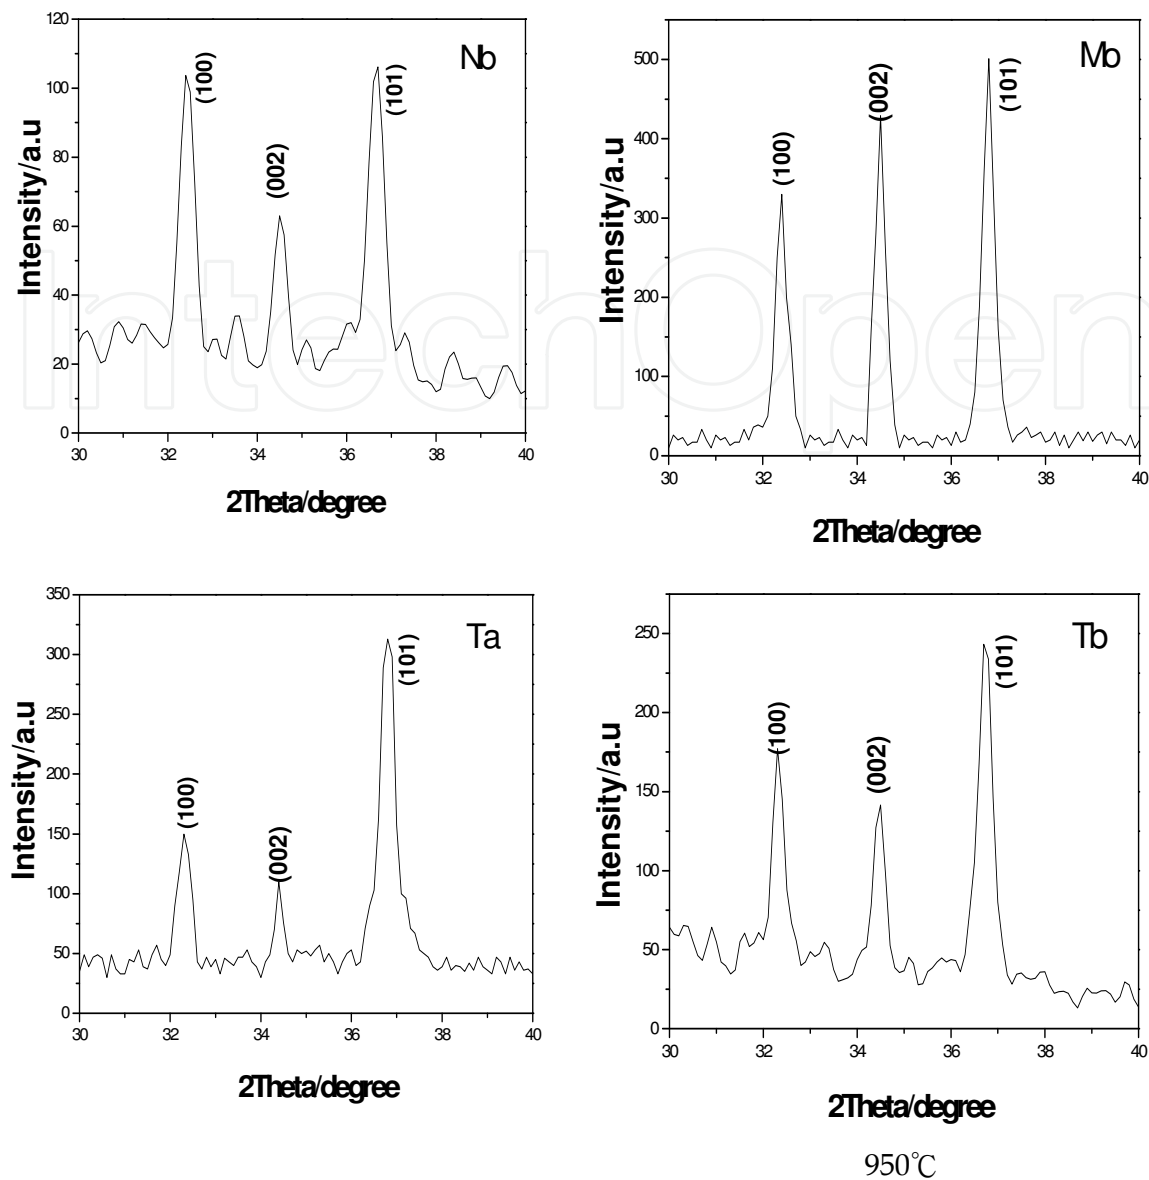 Nb
(100)
(002)
(101)
120
100
80
60
40
20
0
30 32 34 36 38 40
Intensity/a.u
2Theta/degree
Mo
(100)
(002)
(101)
500
400
300
200
100
0
30 32 34 36 38 40
Intensity/a.u
2Theta/degree
Ta
(100)
(002)
(101)
350
300
250
200
150
100
50
0
30 32 34 36 38 40
Intensity/a.u
2Theta/degree
Tb
(100)
(002)
(101)
250
200
150
100
50
0
30 32 34 36 38 40
Intensity/a.u
2Theta/degree
950℃
IntechOpen